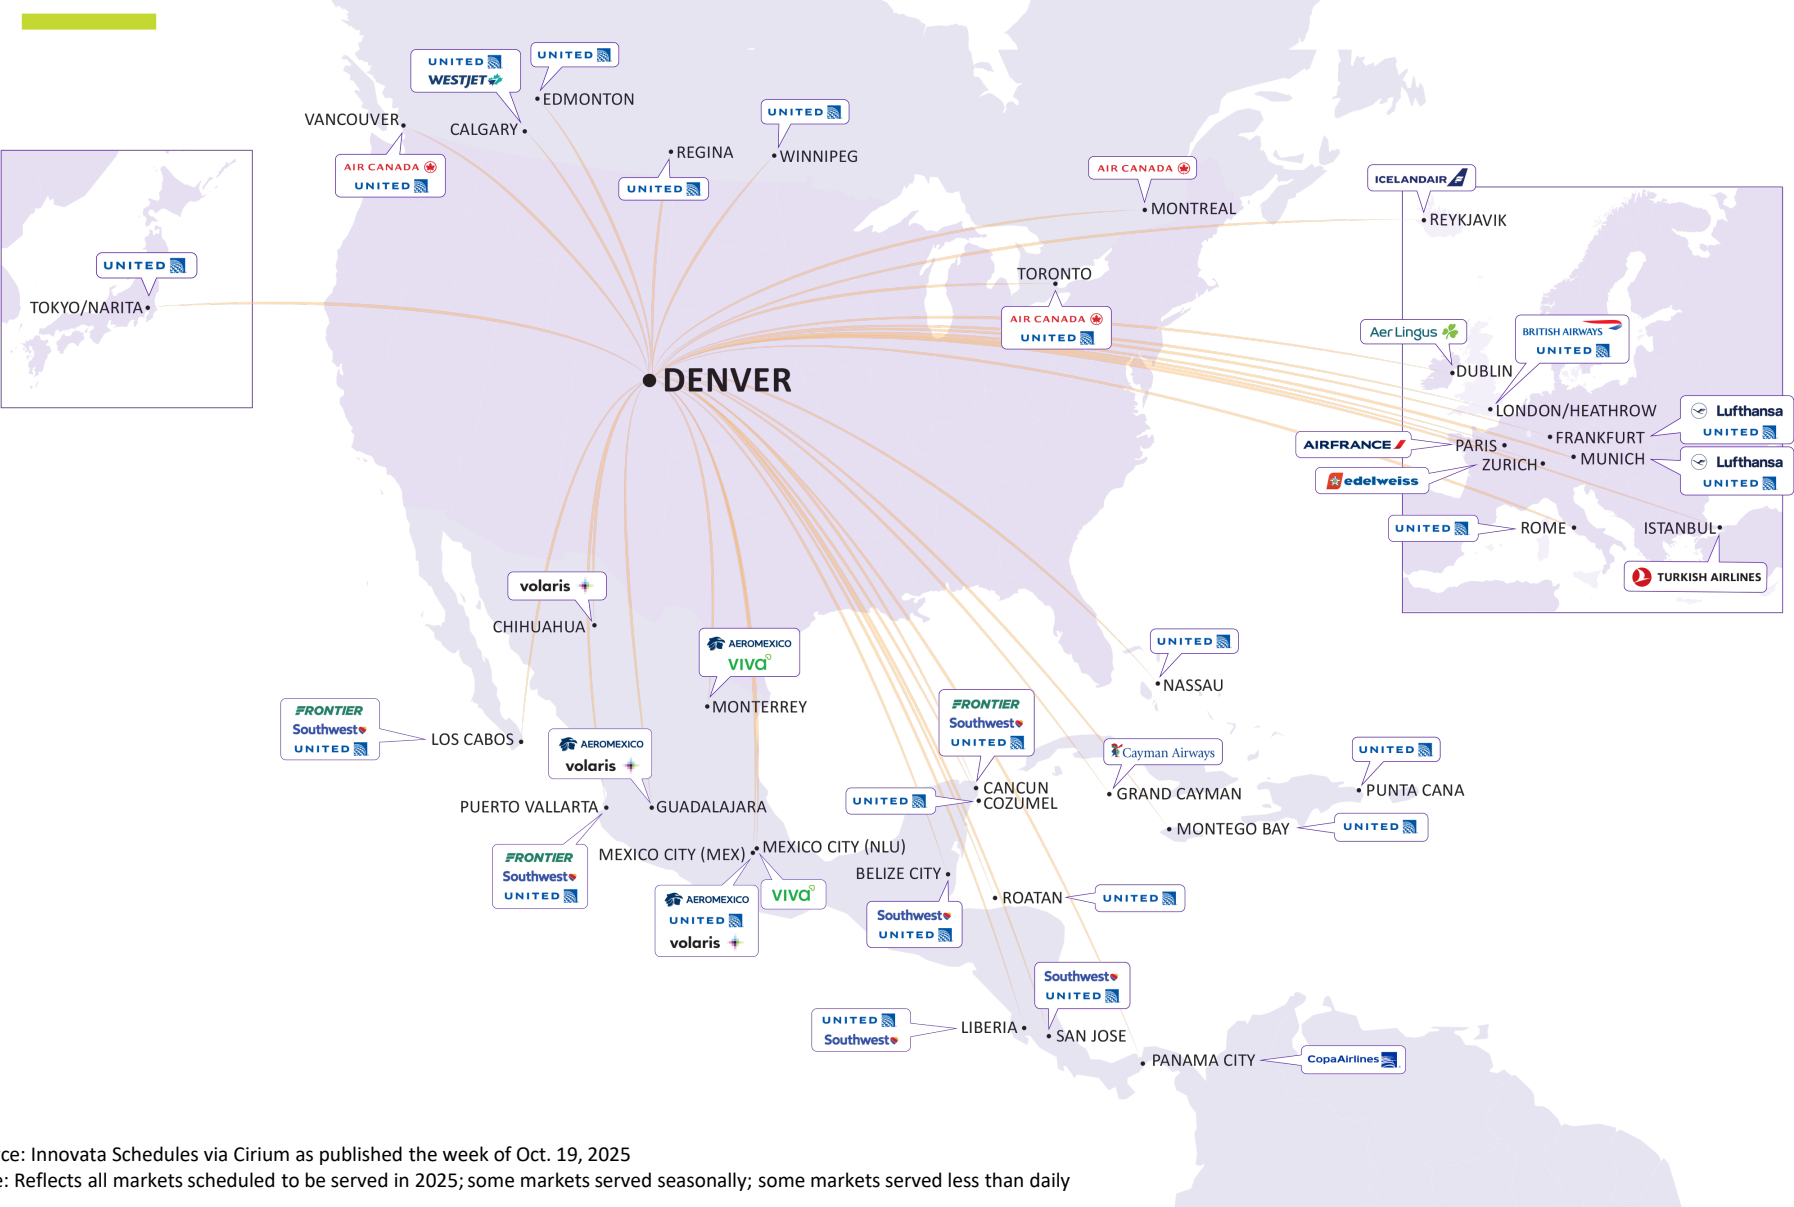 UNITED
WESTJET
UNITED
EDMONTON
VANCOUVER
CALGARY
UNITED
REGINA
WINNIPEG
AIR CANADA
UNITED
UNITED
AIR CANADA
MONTREAL
ICELANDAIR
REYKJAVIK
UNITED
TOKYO/NARITA
TORONTO
AIR CANADA
UNITED
DENVER
Aer Lingus
DUBLIN
BRITISH AIRWAYS
UNITED
LONDON/HEATHROW
Lufthansa
UNITED
FRANKFURT
AIRFRANCE
PARIS
MUNICH
Lufthansa
UNITED
ZURICH
edelweiss
UNITED
ROME
ISTANBUL
TURKISH AIRLINES
volaris
CHIHUAHUA
AEROMEXICO
viva
MONTERREY
UNITED
NASSAU
FRONTIER
Southwest
UNITED
LOS CABOS
AEROMEXICO
volaris
PUERTO VALLARTA
GUADALAJARA
FRONTIER
Southwest
UNITED
FRONTIER
Southwest
UNITED
CANCUN
UNITED
COZUMEL
Cayman Airways
GRAND CAYMAN
UNITED
PUNTA CANA
MONTEGO BAY
UNITED
MEXICO CITY (MEX)
MEXICO CITY (NLU)
AEROMEXICO
UNITED
volaris
viva
BELIZE CITY
Southwest
UNITED
ROATAN
UNITED
Southwest
UNITED
UNITED
Southwest
LIBERIA
SAN JOSE
PANAMA CITY
CopaAirlines
rce: Innovata Schedules via Cirium as published the week of Oct. 19, 2025
e: Reflects all markets scheduled to be served in 2025; some markets served seasonally; some markets served less than daily